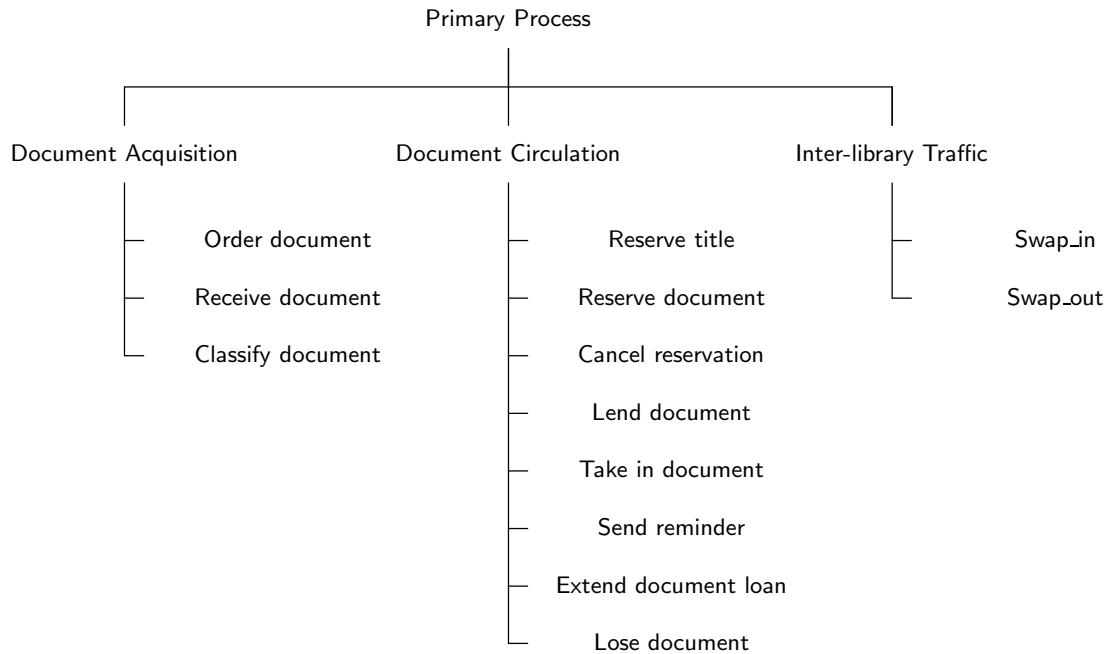 Primary Process
Document Acquisition
Document Circulation
Inter-library Traffic
Order document
Reserve title
Swap_in
Receive document
Reserve document
Swap_out
Classify document
Cancel reservation
Lend document
Take in document
Send reminder
Extend document loan
Lose document